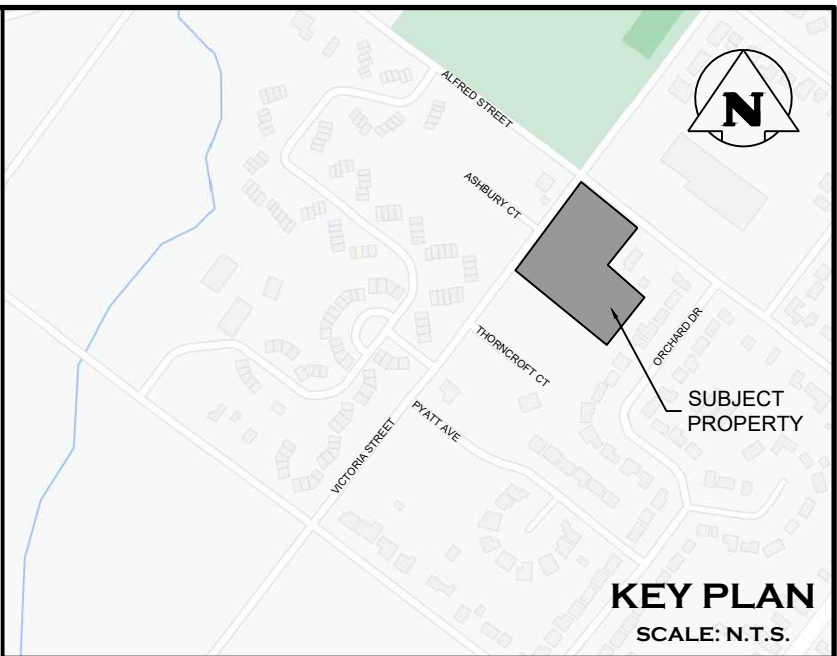 ALFRED STREET
N
ASHBURY CT
THORNCROFT CT
ORCHARD DR
SUBJECT
PROPERTY
PYATT AVE
VICTORIA STREET
KEY PLAN
SCALE: N.T.S.